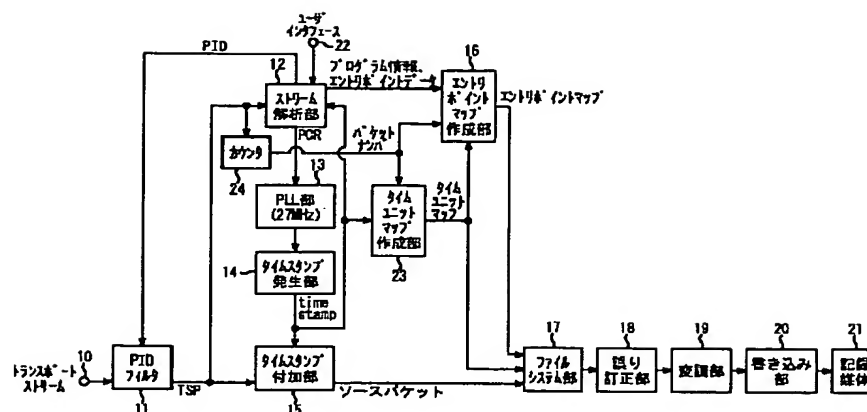 ユーザ
インタフェース
22
PID
12
ストリーム
解析部
プログラム情報、
エントリポイントデータ
16
エントリ
ポイント
マップ
作成部
エントリポイントマップ
PCR
パケット
ナンバ
カウンタ
24
13
PLL部
(27MHz)
タイム
ユニット
マップ
作成部
23
タイム
ユニット
マップ
14
タイムスタンプ
発生部
time
stamp
トランスポート
ストリーム
10
PID
フィルタ
11
TSP
タイムスタンプ
付加部
15
ソースパケット
17
ファイル
システム部
18
誤り
訂正部
19
変調部
20
書き込み
部
21
記録
媒体